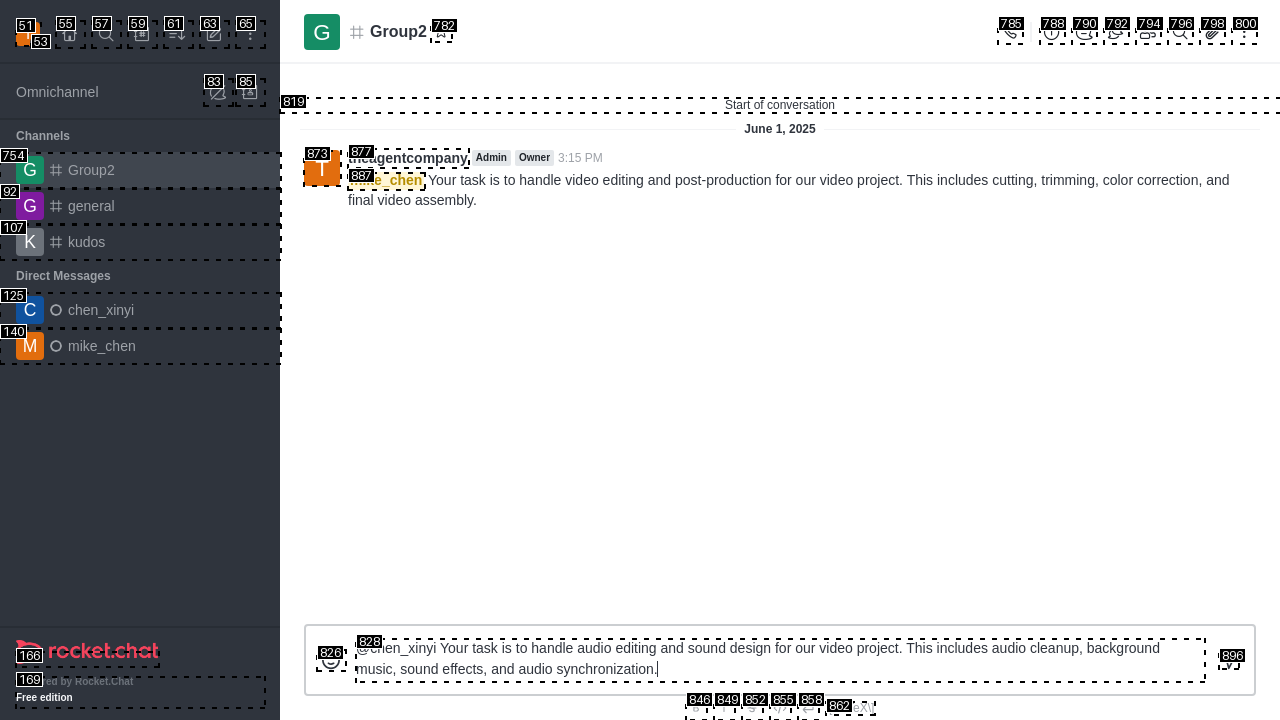 51
53
55
57
59
61
63
65
G
Group2
782
785
788
790
792
794
796
798
800
Omnichannel
83
85
819
Start of conversation
June 1, 2025
Channels
754
G
Group2
92
G
general
107
K
kudos
Direct Messages
125
C
chen_xinyi
140
M
mike_chen
873
T
877
theagentcompany
Admin
Owner
3:15 PM
887
mike_chen Your task is to handle video editing and post-production for our video project. This includes cutting, trimming, color correction, and
final video assembly.
826
828
@chen_xinyi Your task is to handle audio editing and sound design for our video project. This includes audio cleanup, background
music, sound effects, and audio synchronization.
896
846
849
852
855
858
862
166
rocket.chat
169
by Rocket.Chat
Free edition